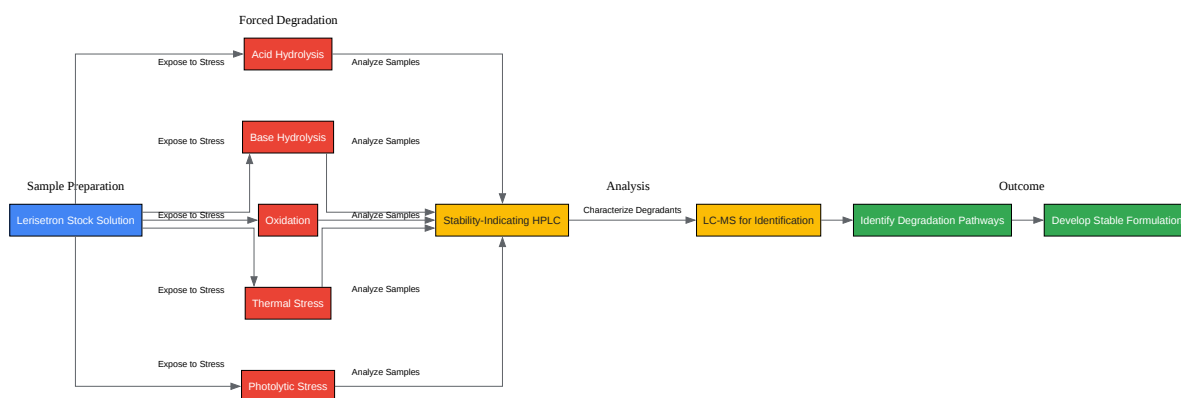 Forced Degradation
Acid Hydrolysis
Expose to Stress
Analyze Samples
Expose to Stress
Base Hydrolysis
Analyze Samples
Sample Preparation
Analysis
Outcome
Lerisetron Stock Solution
Expose to Stress
Oxidation
Analyze Samples
Stability-Indicating HPLC
Characterize Degradants
LC-MS for Identification
Identify Degradation Pathways
Develop Stable Formulation
Expose to Stress
Thermal Stress
Analyze Samples
Expose to Stress
Photolytic Stress
Analyze Samples